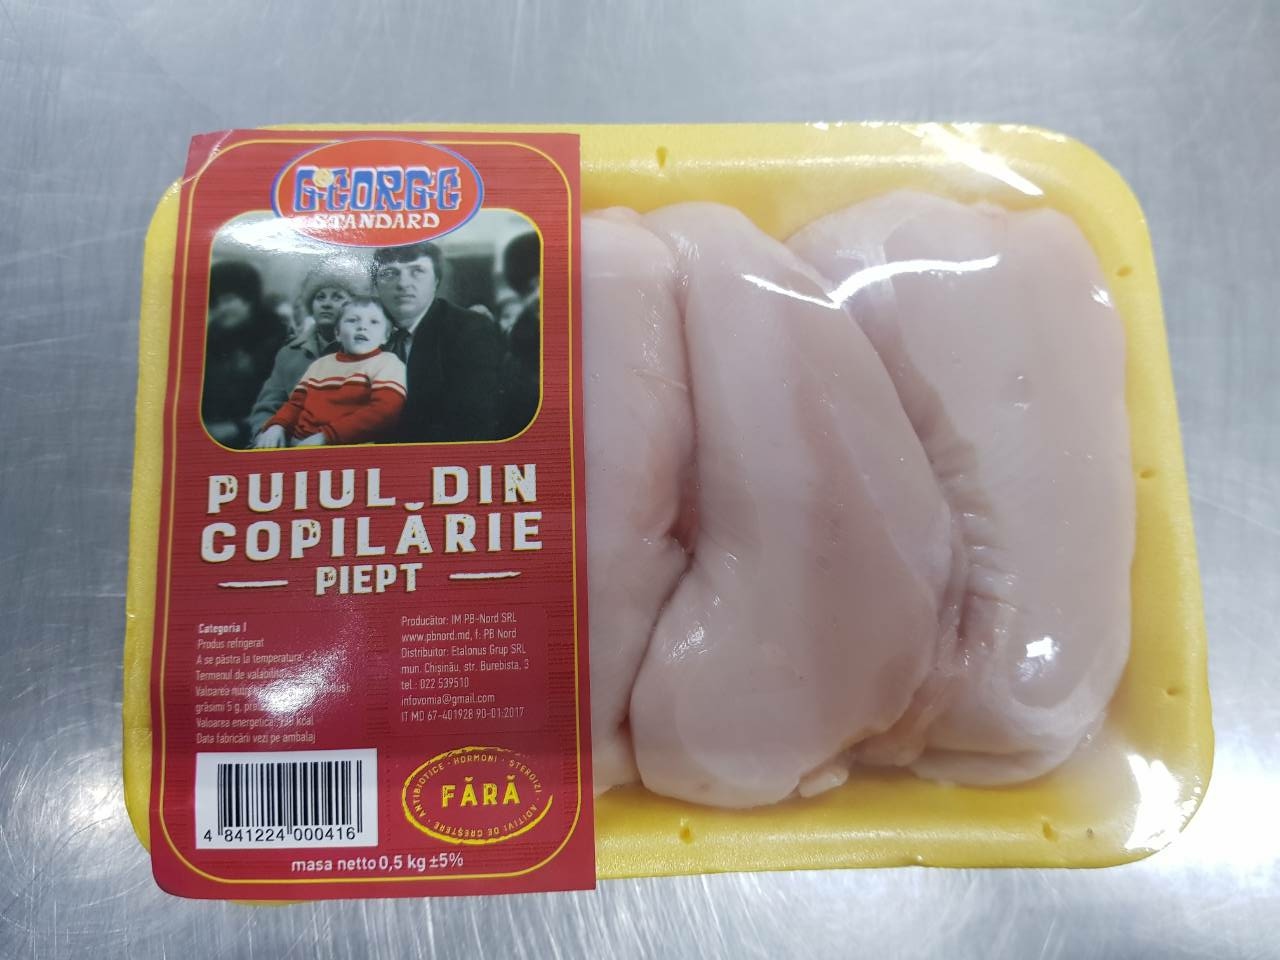 GEORGE
STANDARD
PUIUL DIN
COPILĂRIE
PIEPT
Categoria I
Produs refrigerat
A se păstra la temperatura
Termenul de valabilitate
Valoarea
grăsimi 5 g,
Valoarea energetică: kcal
Data fabricării vezi pe ambalaj
Producător: IM PB-Nord SRL
www.pbnord.md, f: PB Nord
Distribuitor: Etalonus Grup SRL
mun. Chișinău, str. Burebista, 3
tel.: 022 539510
infovomia@gmail.com
IT MD 67-401928 90-01:2017
ANTIBIOTICE · HORMONI · STEROIZI · ADITIVI DE CREȘTERE ·
FĂRĂ
4 841224 000416
masa netto 0,5 kg ±5%